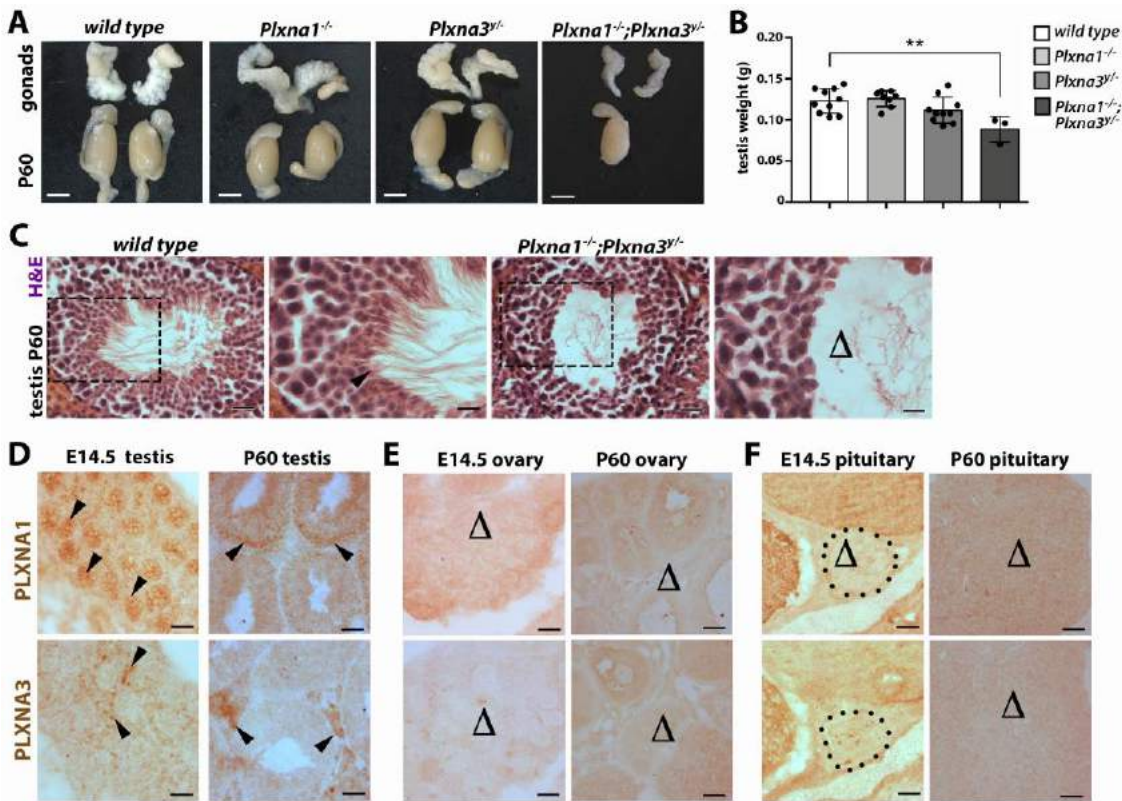 A
wild type
Plxna1-/-
Plxna3y/-
Plxna1-/-;Plxna3y/-
gonads
P60
B
**
testis weight (g)
0.20
0.15
0.10
0.05
0
wild type
Plxna1-/-
Plxna3y/-
Plxna1-/-;
Plxna3y/-
C
wild type
Plxna1-/-;Plxna3y/-
H&E
testis P60
Δ
D
E14.5 testis
P60 testis
E
E14.5 ovary
P60 ovary
F
E14.5 pituitary
P60 pituitary
PLXNA1
Δ
Δ
Δ
Δ
PLXNA3
Δ
Δ
Δ